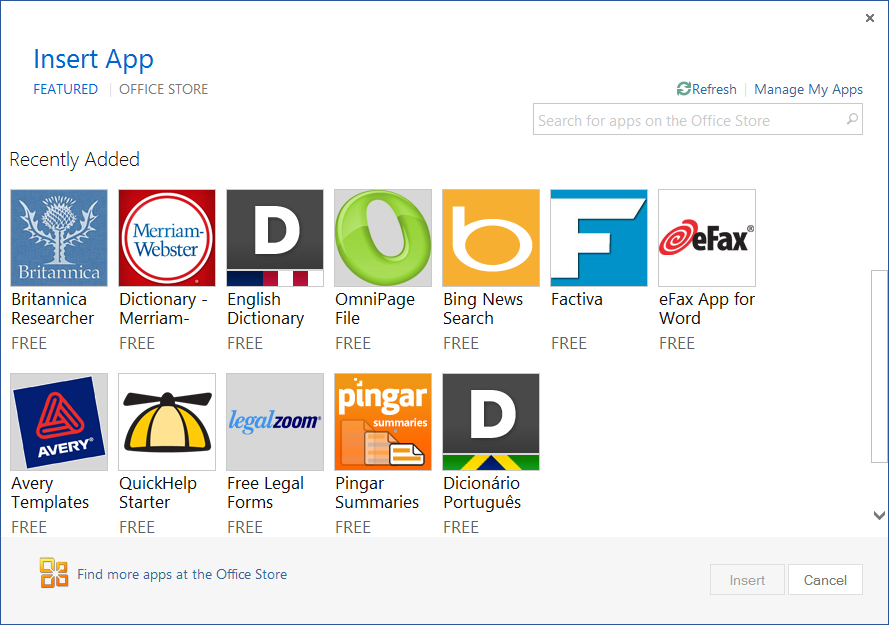 Insert App
FEATURED | OFFICE STORE
Refresh | Manage My Apps
Search for apps on the Office Store
Recently Added
Britannica
Merriam-
Webster
D
b
F
eFax®
Britannica
Researcher
FREE
Dictionary -
Merriam-
FREE
English
Dictionary
FREE
OmniPage
File
FREE
Bing News
Search
FREE
Factiva
FREE
eFax App for
Word
FREE
AVERY®
legalzoom®
pingar
summaries
D
Avery
Templates
FREE
QuickHelp
Starter
FREE
Free Legal
Forms
FREE
Pingar
Summaries
FREE
Dicionário
Português
FREE
Find more apps at the Office Store
Insert
Cancel